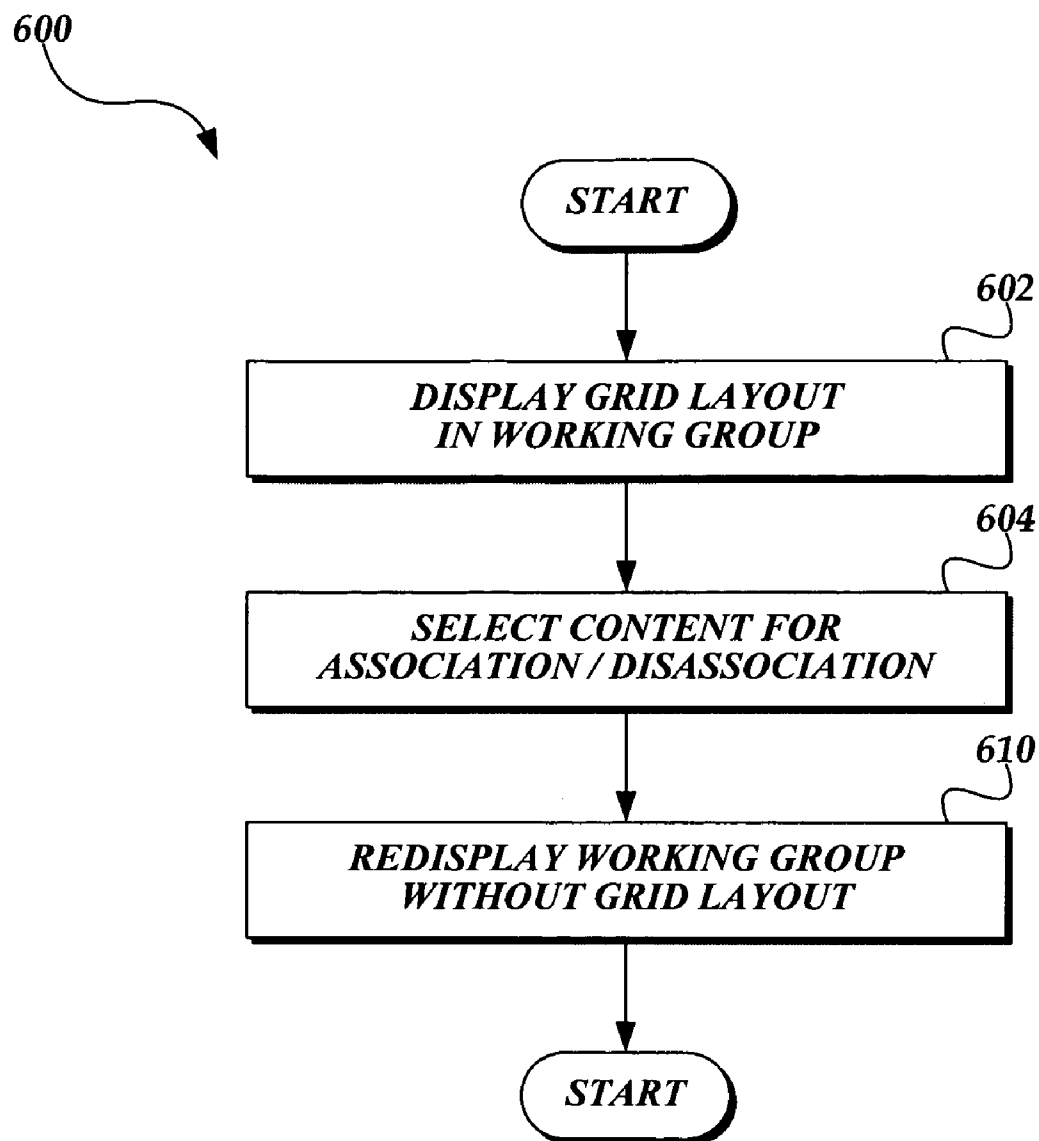 600
START
602
DISPLAY GRID LAYOUT
IN WORKING GROUP
604
SELECT CONTENT FOR
ASSOCIATION / DISASSOCIATION
610
REDISPLAY WORKING GROUP
WITHOUT GRID LAYOUT
START